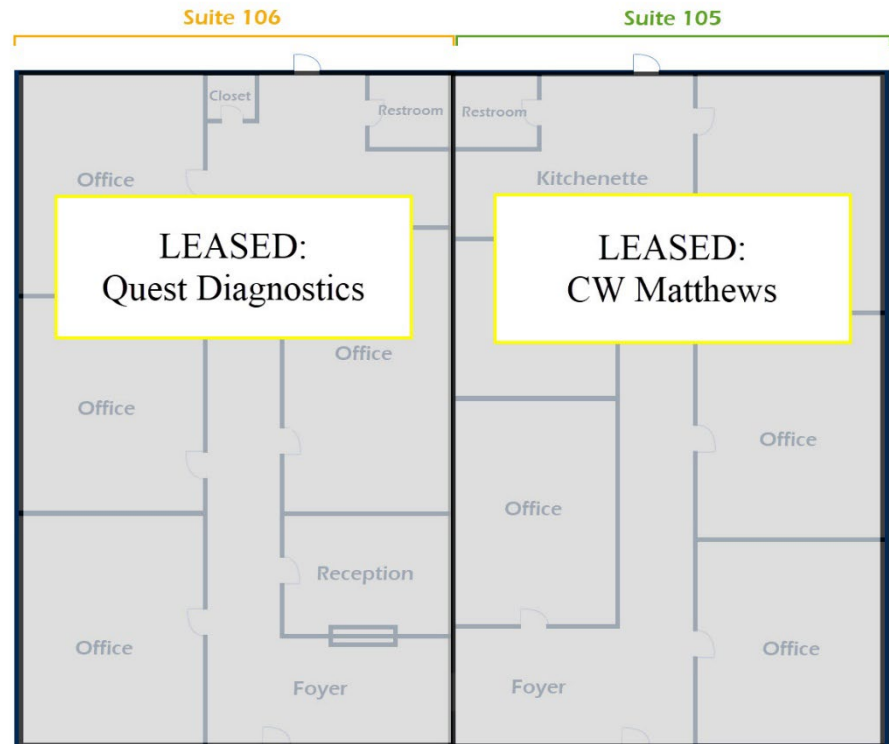 Suite 106
Suite 105
Closet
Restroom
Restroom
Office
Kitchenette
LEASED:
Quest Diagnostics
LEASED:
CW Matthews
Office
Office
Office
Office
Reception
Office
Office
Foyer
Foyer